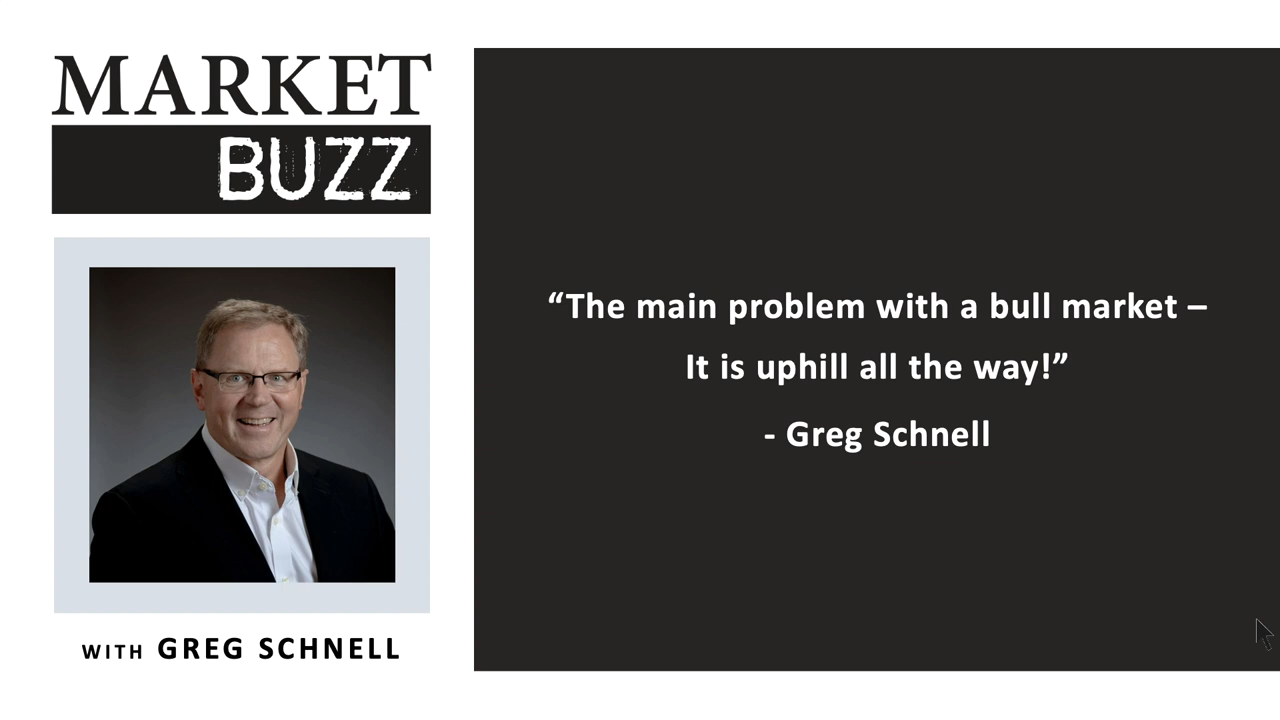 MARKET
BUZZ
WITH GREG SCHNELL
“The main problem with a bull market –
It is uphill all the way!”
- Greg Schnell